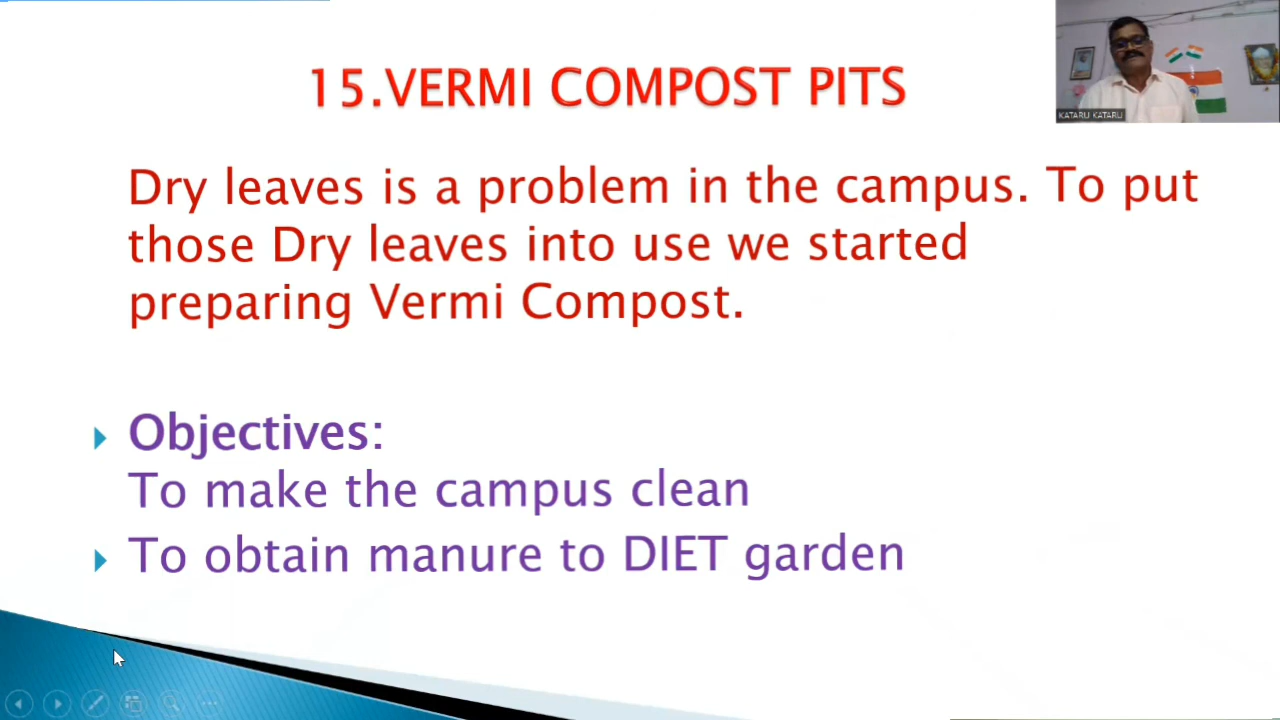 15.VERMI COMPOST PITS
KATARU KATARU
Dry leaves is a problem in the campus. To put
those Dry leaves into use we started
preparing Vermi Compost.
Objectives:
To make the campus clean
To obtain manure to DIET garden